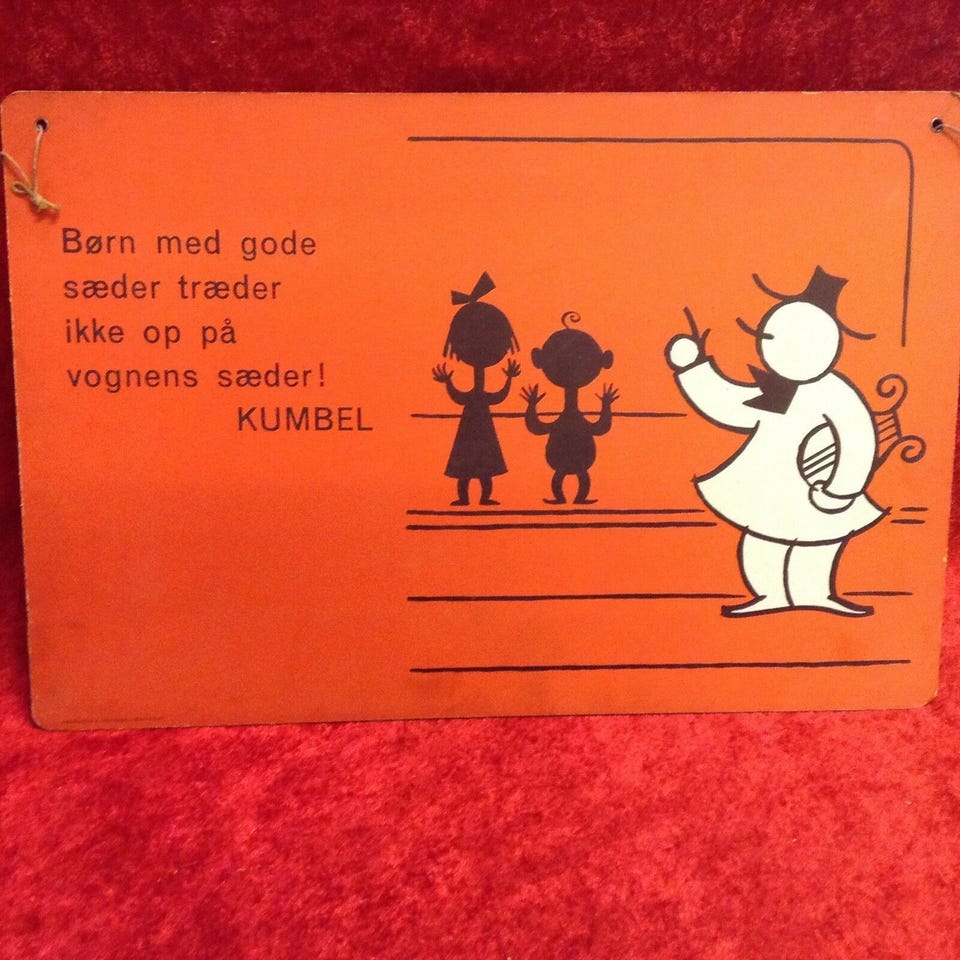 Børn med gode
sæder træder
ikke op på
vognens sæder!
KUMBEL